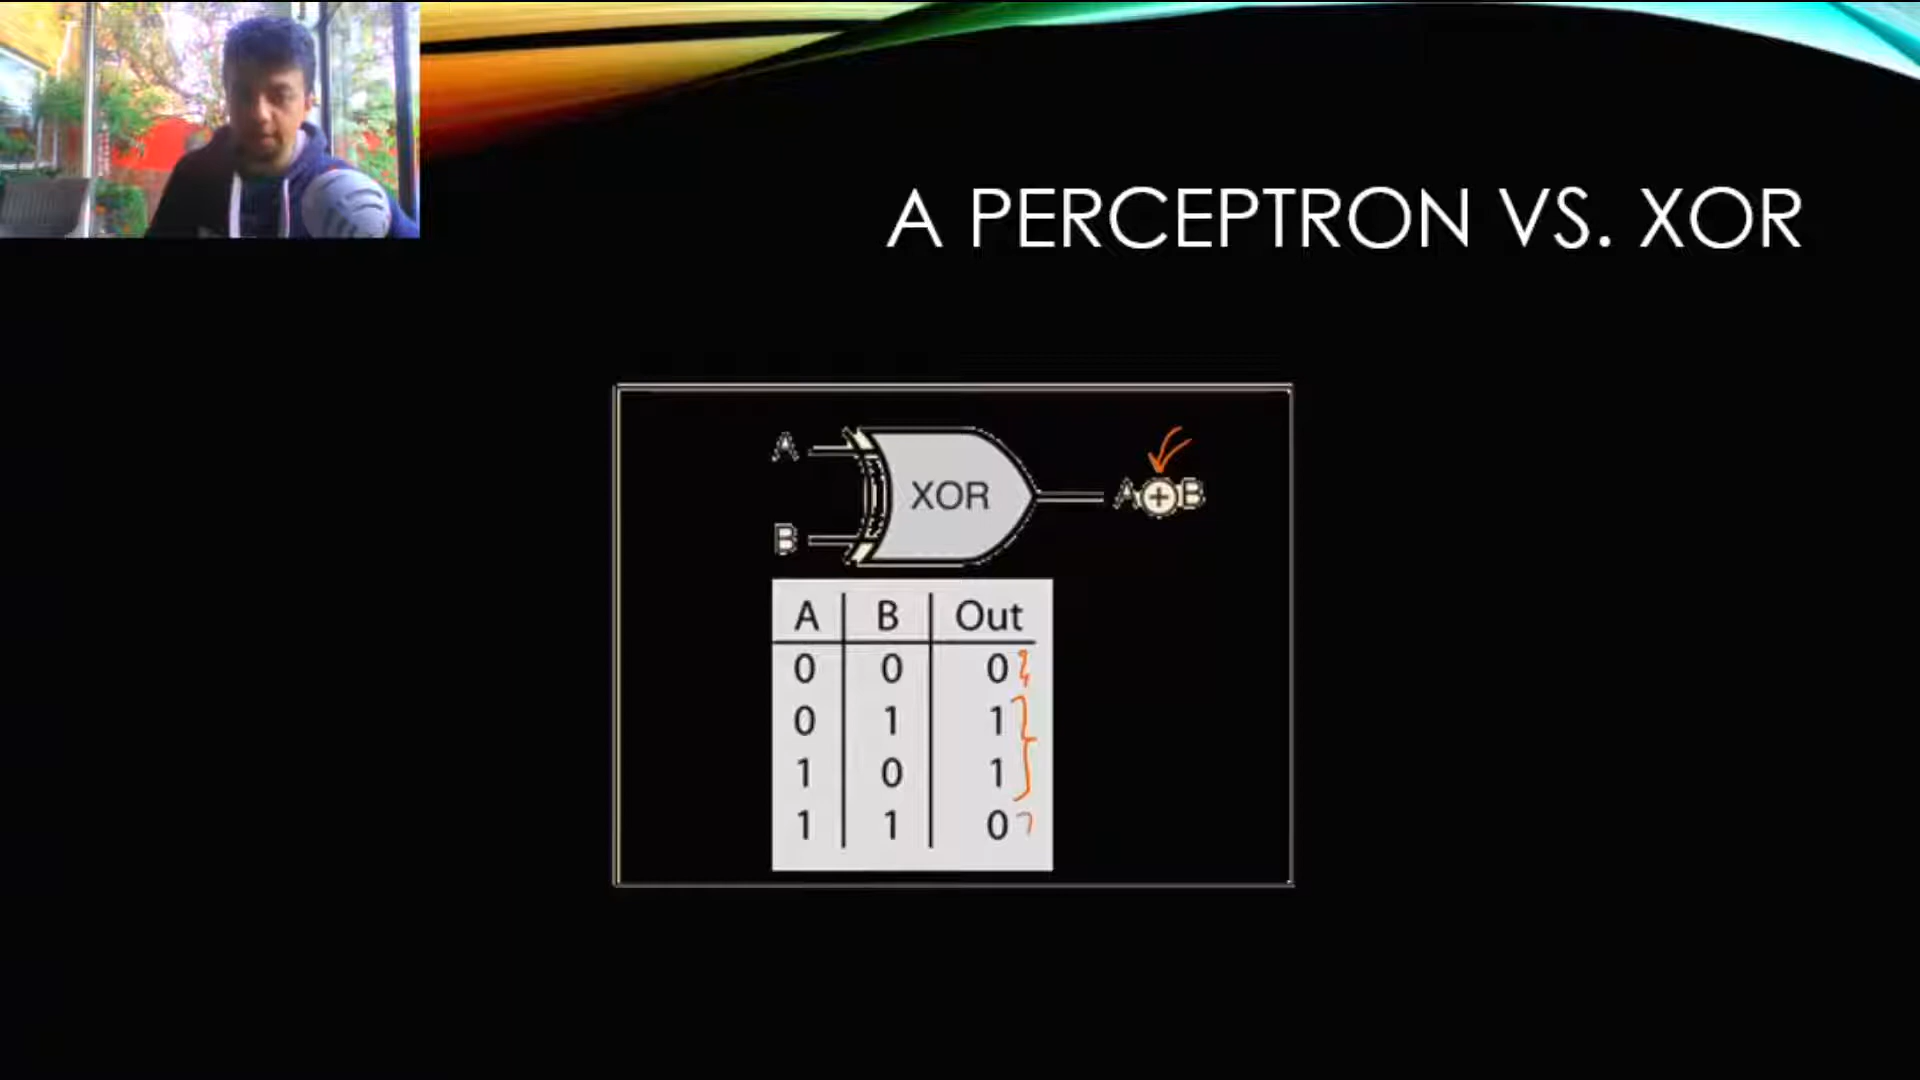 A PERCEPTRON VS. XOR
A
XOR
A⊕B
B
A B Out
0 0 0
0 1 1
1 0 1
1 1 0